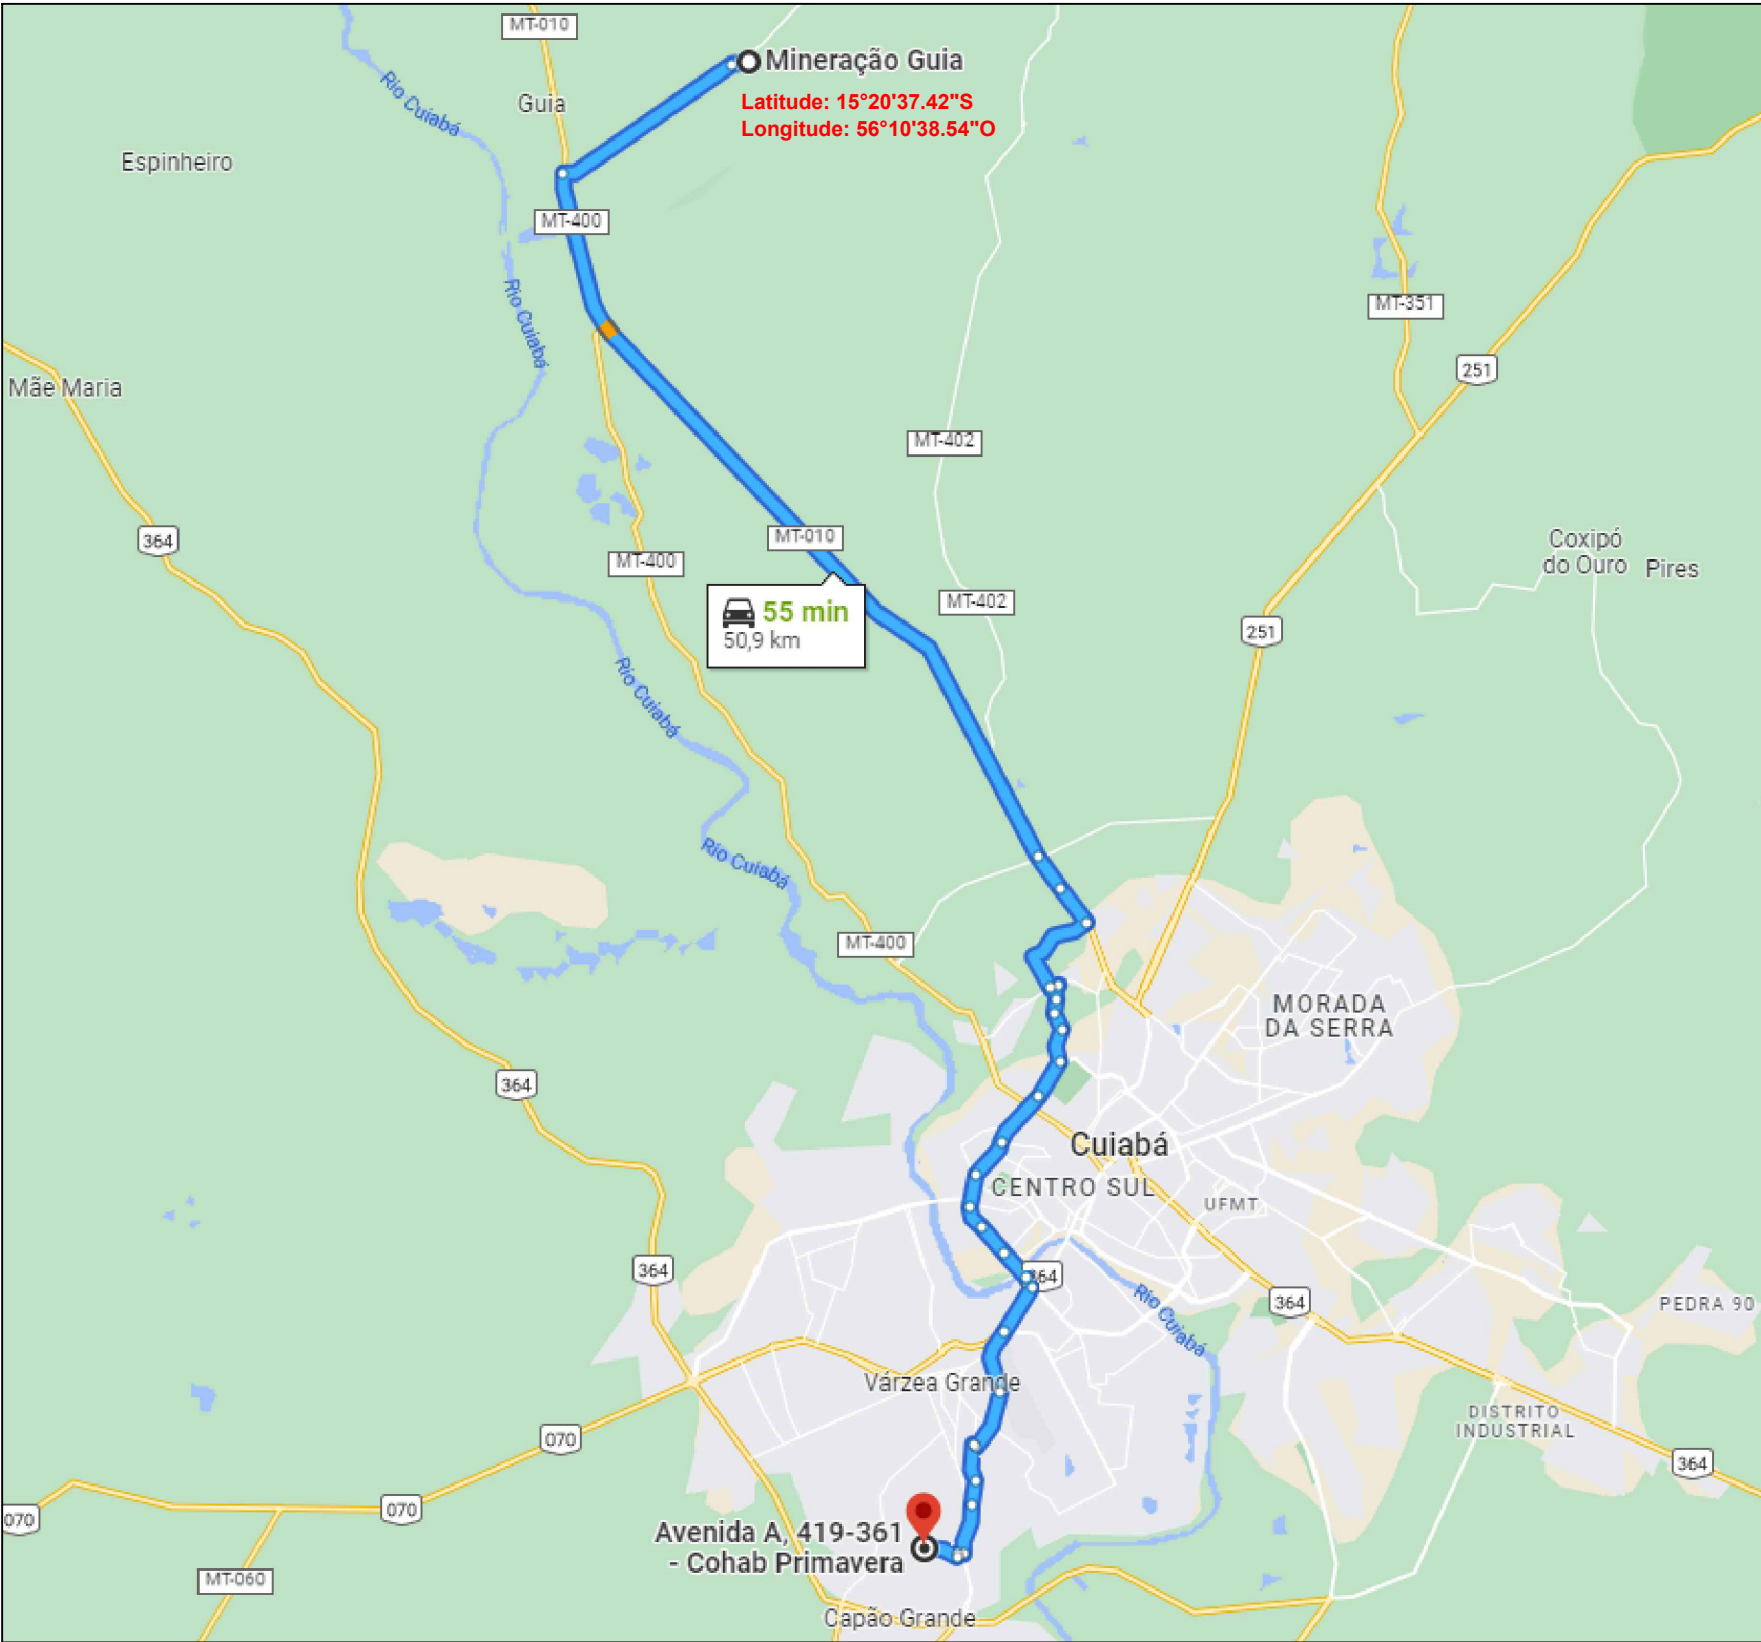 MT-010
Mineração Guia
Rio Cuiabá
Guia
Latitude: 15°20'37.42"S
Longitude: 56°10'38.54"O
Espinheiro
MT-400
Rio Cuiabá
MT-351
251
Mãe Maria
MT-402
364
MT-010
Coxipó
do Ouro
Pires
MT-400
55 min
50,9 km
MT-402
251
Rio Cuiabá
Rio Cuiabá
MT-400
MORADA
DA SERRA
364
Cuiabá
CENTRO SUL
UFMT
364
364
Rio Cuiabá
364
PEDRA 90
Várzea Grande
DISTRITO
INDUSTRIAL
070
364
070
070
Avenida A, 419-361
- Cohab Primavera
MT-060
Capão Grande